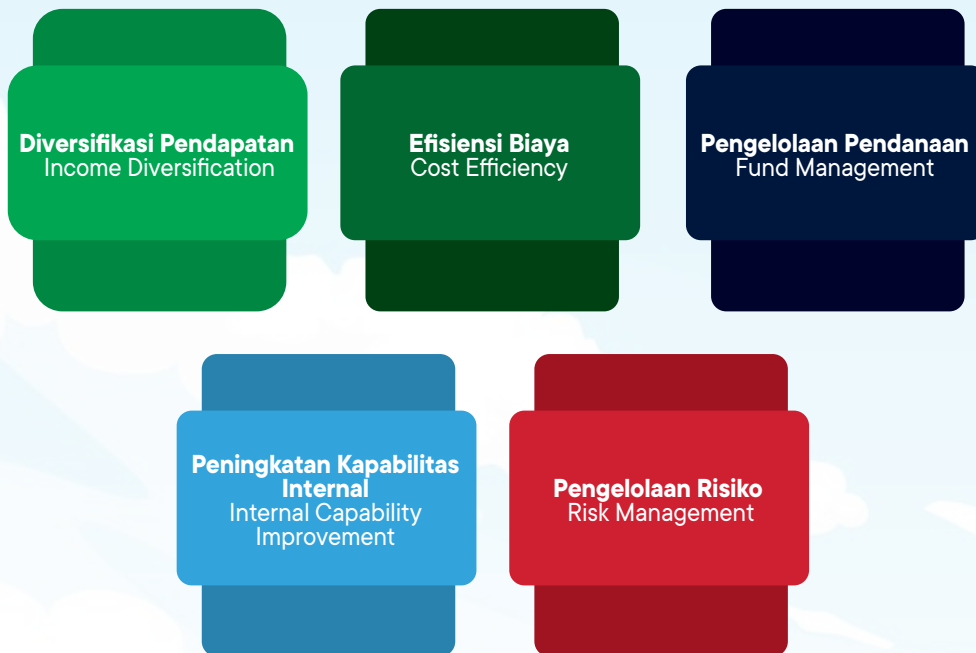 Diversifikasi Pendapatan
Income Diversification
Efisiensi Biaya
Cost Efficiency
Pengelolaan Pendanaan
Fund Management
Peningkatan Kapabilitas
Internal
Internal Capability
Improvement
Pengelolaan Risiko
Risk Management